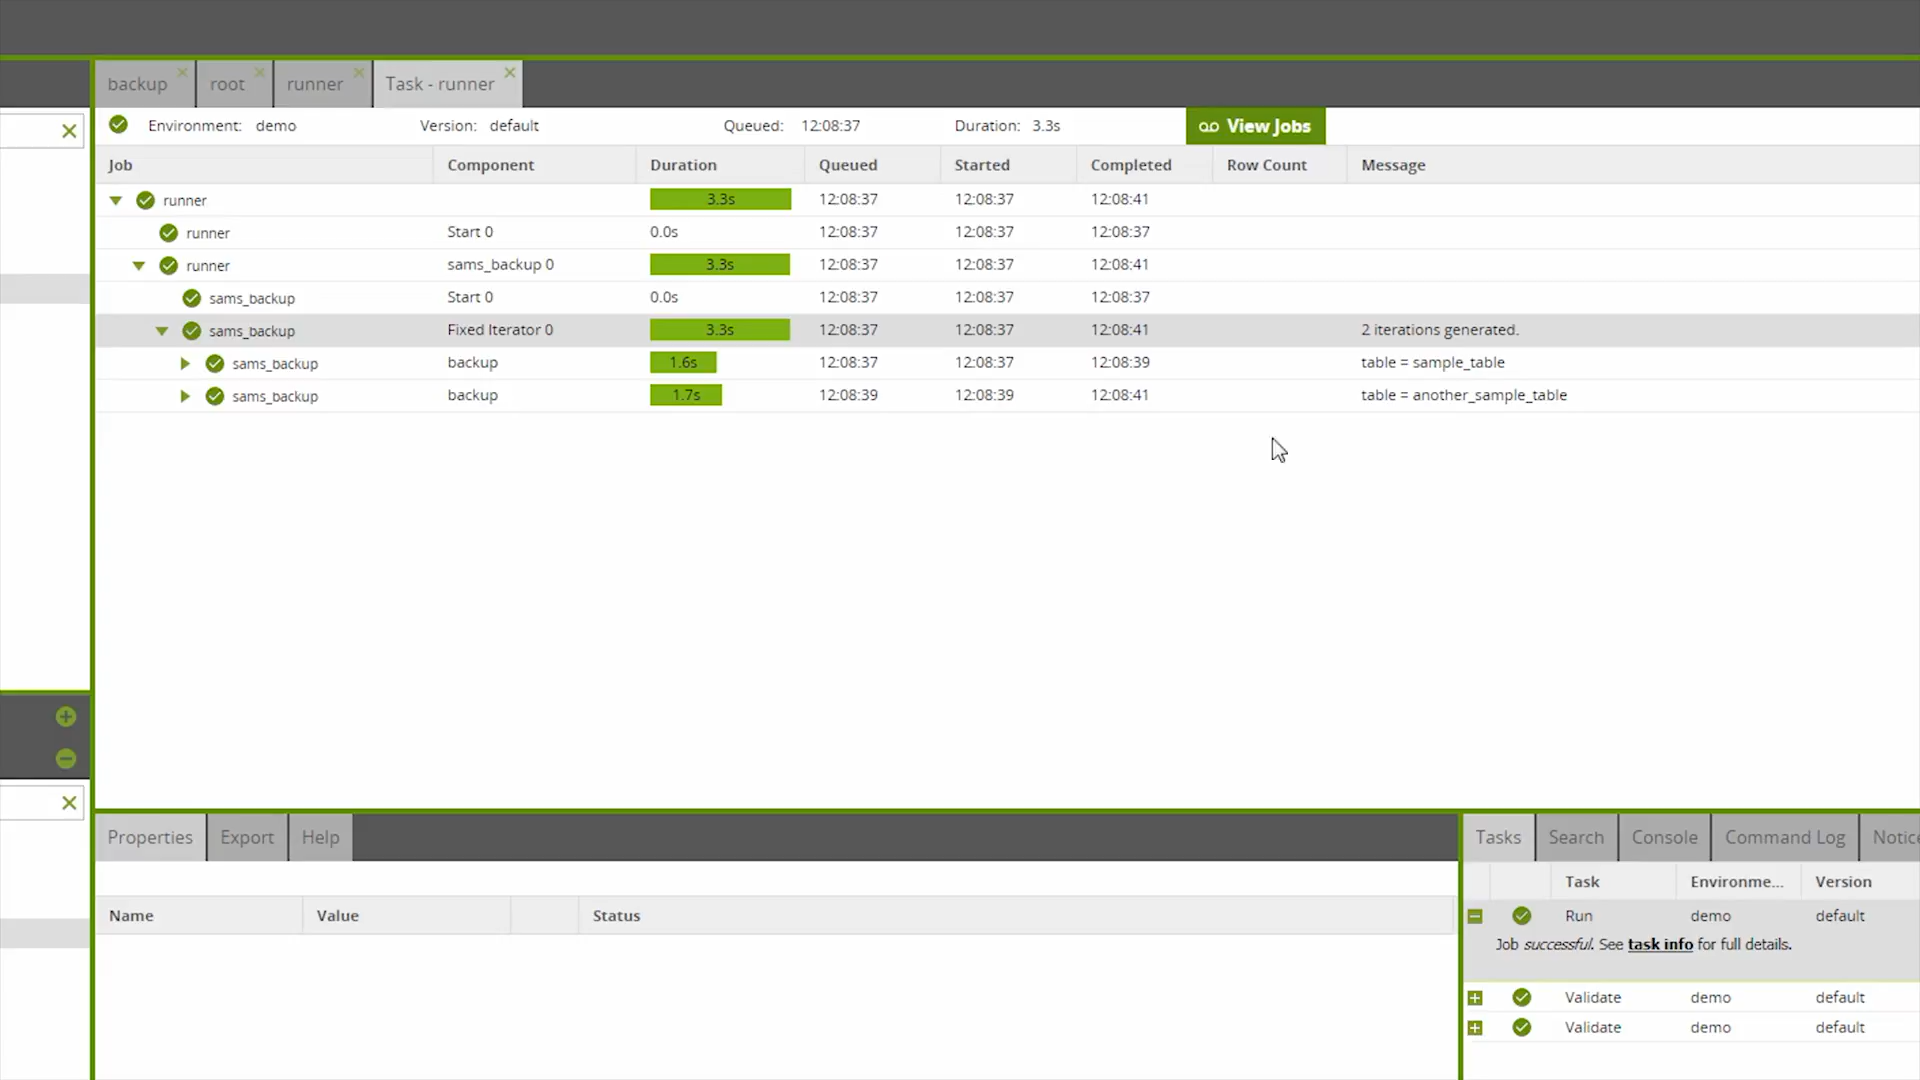 backup root runner Task - runner
Environment: demo Version: default Queued: 12:08:37 Duration: 3.3s View Jobs
Job Component Duration Queued Started Completed Row Count Message
runner 3.3s 12:08:37 12:08:37 12:08:41
runner Start 0 0.0s 12:08:37 12:08:37 12:08:37
runner sams_backup 0 3.3s 12:08:37 12:08:37 12:08:41
sams_backup Start 0 0.0s 12:08:37 12:08:37 12:08:37
sams_backup Fixed Iterator 0 3.3s 12:08:37 12:08:37 12:08:41 2 iterations generated.
sams_backup backup 1.6s 12:08:37 12:08:37 12:08:39 table = sample_table
sams_backup backup 1.7s 12:08:39 12:08:39 12:08:41 table = another_sample_table
Properties Export Help
Name Value Status
Tasks Search Console Command Log Notice
Task Environme... Version
Run demo default
Job successful. See task info for full details.
Validate demo default
Validate demo default